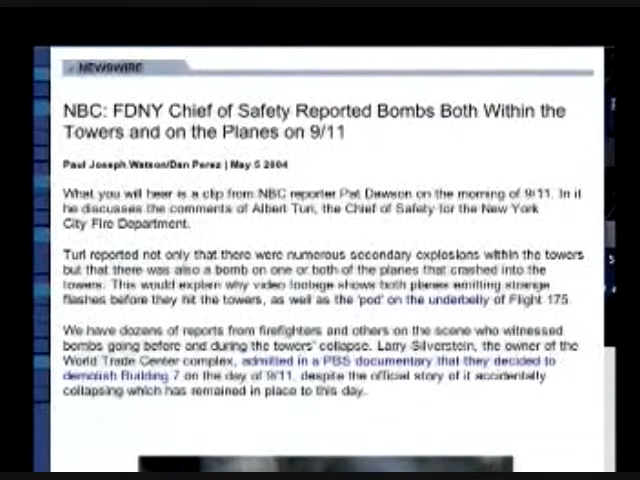 NEWSWIRE
NBC: FDNY Chief of Safety Reported Bombs Both Within the
Towers and on the Planes on 9/11
Paul Joseph Watson/Dan Perez | May 5 2004
What you will hear is a clip from NBC reporter Pat Dawson on the morning of 9/11. In it
he discusses the comments of Albert Turi, the Chief of Safety for the New York
City Fire Department.
Turi reported not only that there were numerous secondary explosions within the towers
but that there was also a bomb on one or both of the planes that crashed into the
towers. This would explain why video footage shows both planes emitting strange
flashes before they hit the towers, as well as the 'pod' on the underbelly of Flight 175.
We have dozens of reports from firefighters and others on the scene who witnessed
bombs going before and during the towers' collapse. Larry Silverstein, the owner of the
World Trade Center complex, admitted in a PBS documentary that they decided to
demolish Building 7 on the day of 9/11, despite the official story of it accidentally
collapsing which has remained in place to this day.